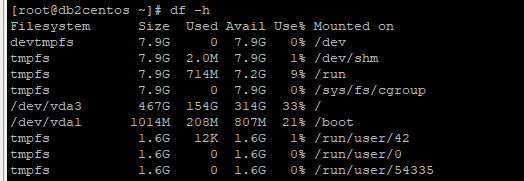 [root@db2centos ~]# df -h
Filesystem      Size  Used Avail Use% Mounted on
devtmpfs        7.9G     0  7.9G   0% /dev
tmpfs           7.9G  2.0M  7.9G   1% /dev/shm
tmpfs           7.9G  714M  7.2G   9% /run
tmpfs           7.9G     0  7.9G   0% /sys/fs/cgroup
/dev/vda3       467G  154G  314G  33% /
/dev/vda1      1014M  208M  807M  21% /boot
tmpfs           1.6G   12K  1.6G   1% /run/user/42
tmpfs           1.6G     0  1.6G   0% /run/user/0
tmpfs           1.6G     0  1.6G   0% /run/user/54335